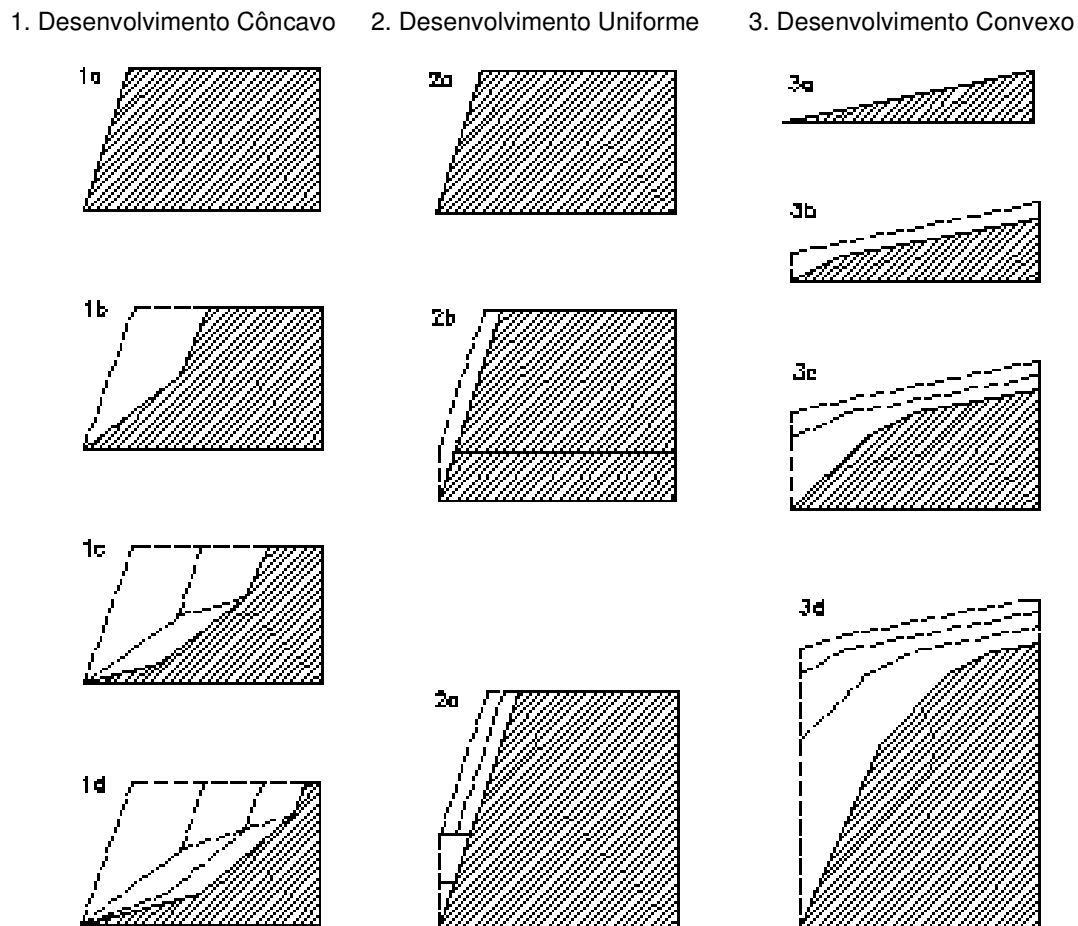 1. Desenvolvimento Côncavo 2. Desenvolvimento Uniforme 3. Desenvolvimento Convexo
1a 2a 3a
3b
1b 2b
3c
1c
3d
2c
1d